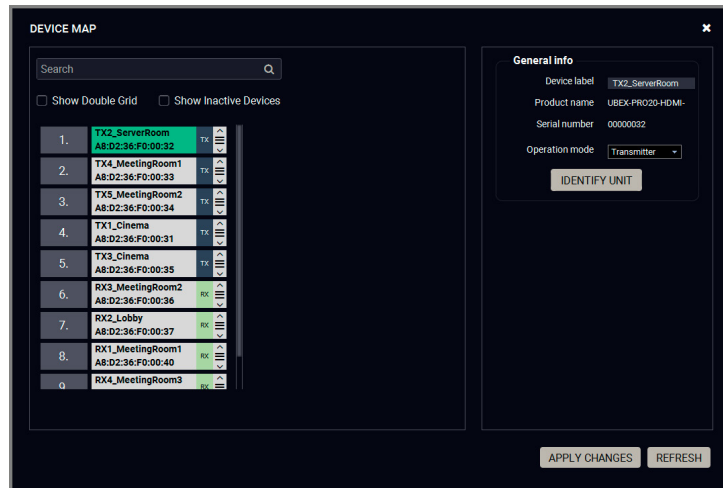 DEVICE MAP
Search
Show Double Grid Show Inactive Devices
1. TX2_ServerRoom TX
A8:D2:36:F0:00:32
2. TX4_MeetingRoom1 TX
A8:D2:36:F0:00:33
3. TX5_MeetingRoom2 TX
A8:D2:36:F0:00:34
4. TX1_Cinema TX
A8:D2:36:F0:00:31
5. TX3_Cinema TX
A8:D2:36:F0:00:35
6. RX3_MeetingRoom2 RX
A8:D2:36:F0:00:36
7. RX2_Lobby RX
A8:D2:36:F0:00:37
8. RX1_MeetingRoom1 RX
A8:D2:36:F0:00:40
9. RX4_MeetingRoom3 RX
General info
Device label TX2_ServerRoom
Product name UBEX-PRO20-HDMI-
Serial number 00000032
Operation mode Transmitter
IDENTIFY UNIT
APPLY CHANGES REFRESH